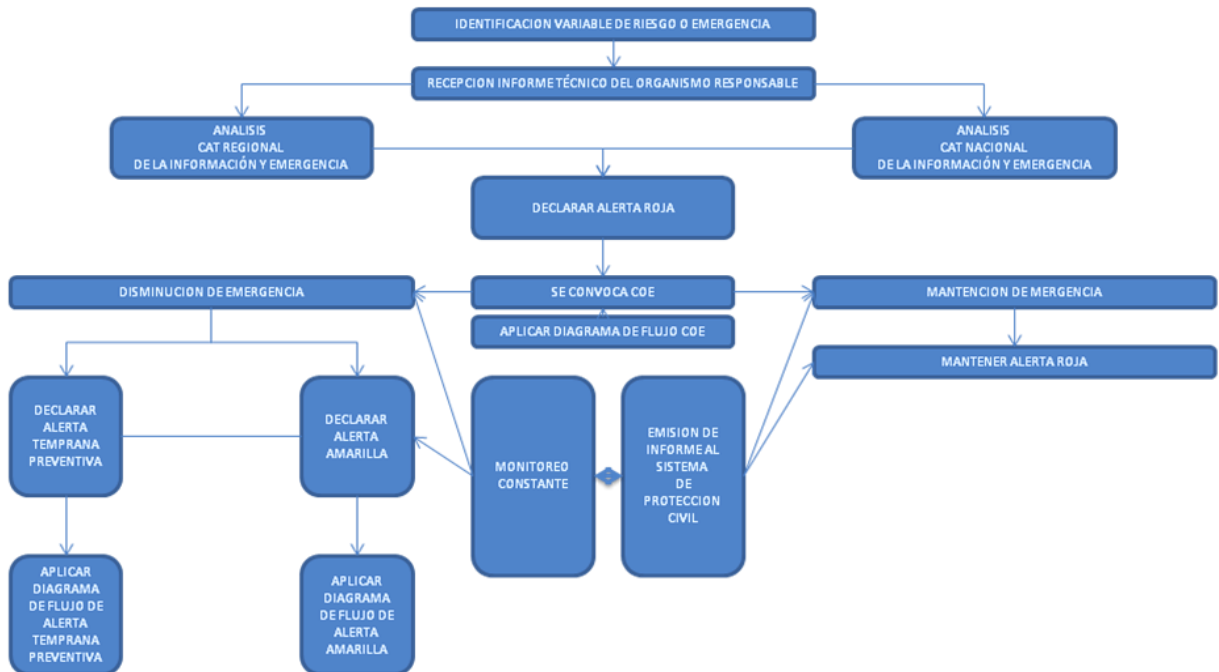 IDENTIFICACION VARIABLE DE RIESGO O EMERGENCIA
RECEPCION INFORME TÉCNICO DEL ORGANISMO RESPONSABLE
ANALISIS
CAT REGIONAL
DE LA INFORMACIÓN Y EMERGENCIA
ANALISIS
CAT NACIONAL
DE LA INFORMACIÓN Y EMERGENCIA
DECLARAR ALERTA ROJA
DISMINUCION DE EMERGENCIA
SE CONVOCA COE
MANTENCION DE MERGENCIA
APLICAR DIAGRAMA DE FLUJO COE
MANTENER ALERTA ROJA
DECLARAR
ALERTA
TEMPRANA
PREVENTIVA
DECLARAR
ALERTA
AMARILLA
MONITOREO
CONSTANTE
EMISION DE
INFORME AL
SISTEMA
DE
PROTECCION
CIVIL
APLICAR
DIAGRAMA
DE FLUJO DE
ALERTA
TEMPRANA
PREVENTIVA
APLICAR
DIAGRAMA
DE FLUJO DE
ALERTA
AMARILLA